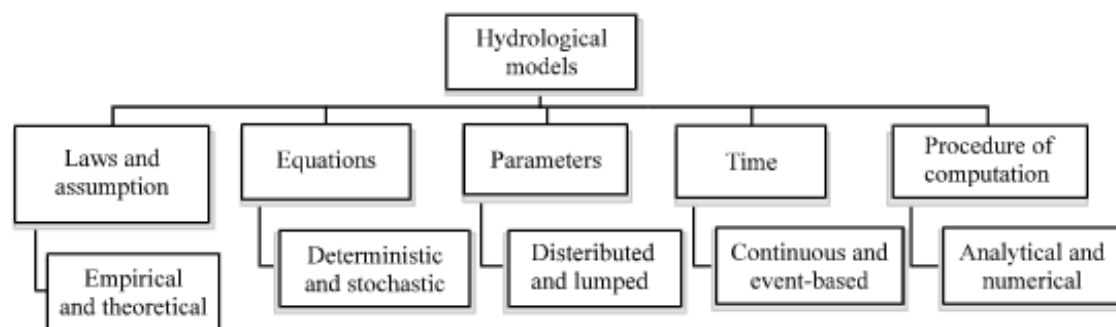 Hydrological
models
Laws and
assumption
Equations
Parameters
Time
Procedure of
computation
Empirical
and theoretical
Deterministic
and stochastic
Disteributed
and lumped
Continuous and
event-based
Analytical and
numerical